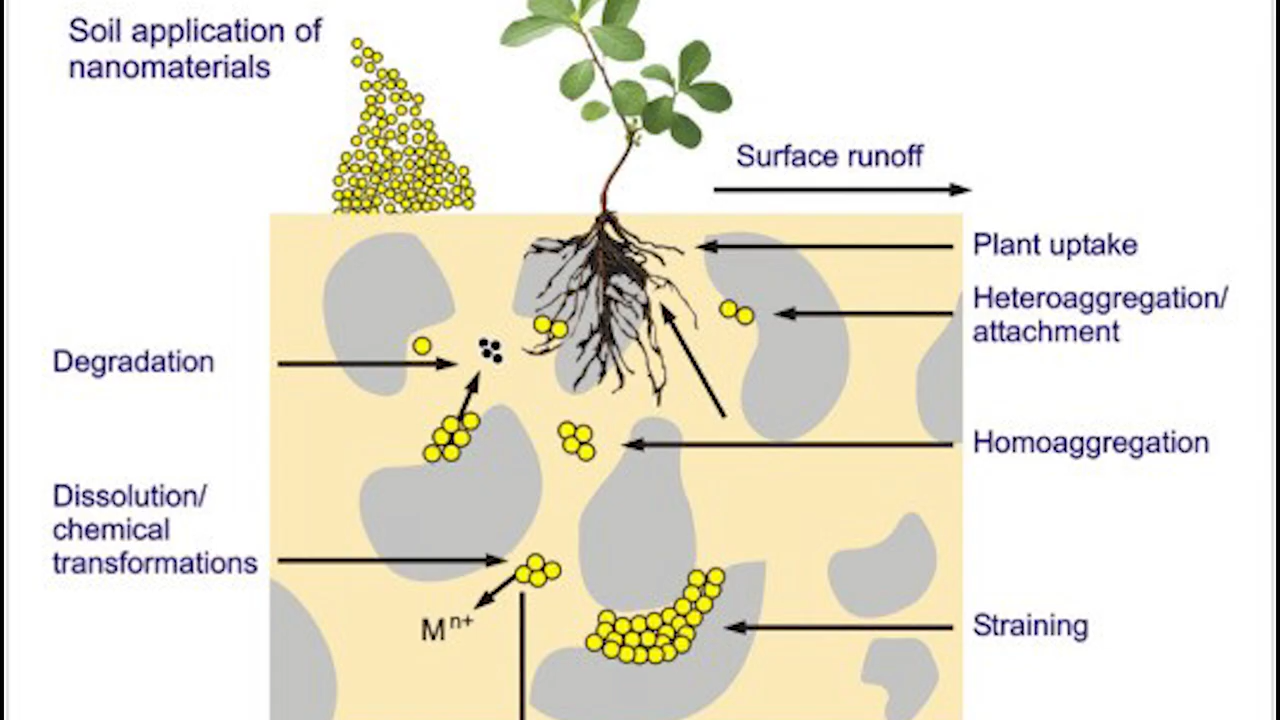 Soil application of
nanomaterials
Surface runoff
Plant uptake
Heteroaggregation/
attachment
Degradation
Homoaggregation
Dissolution/
chemical
transformations
Mⁿ⁺
Straining